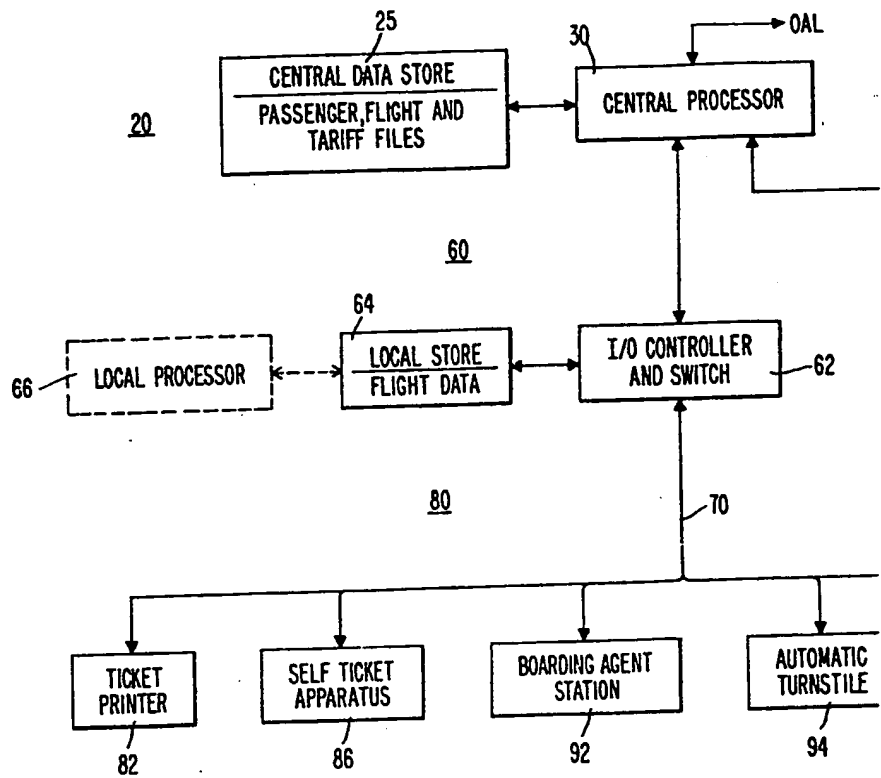 25
30
OAL
CENTRAL DATA STORE
PASSENGER, FLIGHT AND
TARIFF FILES
CENTRAL PROCESSOR
20
60
64
66
LOCAL PROCESSOR
LOCAL STORE
FLIGHT DATA
I/O CONTROLLER
AND SWITCH
62
80
70
TICKET
PRINTER
82
SELF TICKET
APPARATUS
86
BOARDING AGENT
STATION
92
AUTOMATIC
TURNSTILE
94